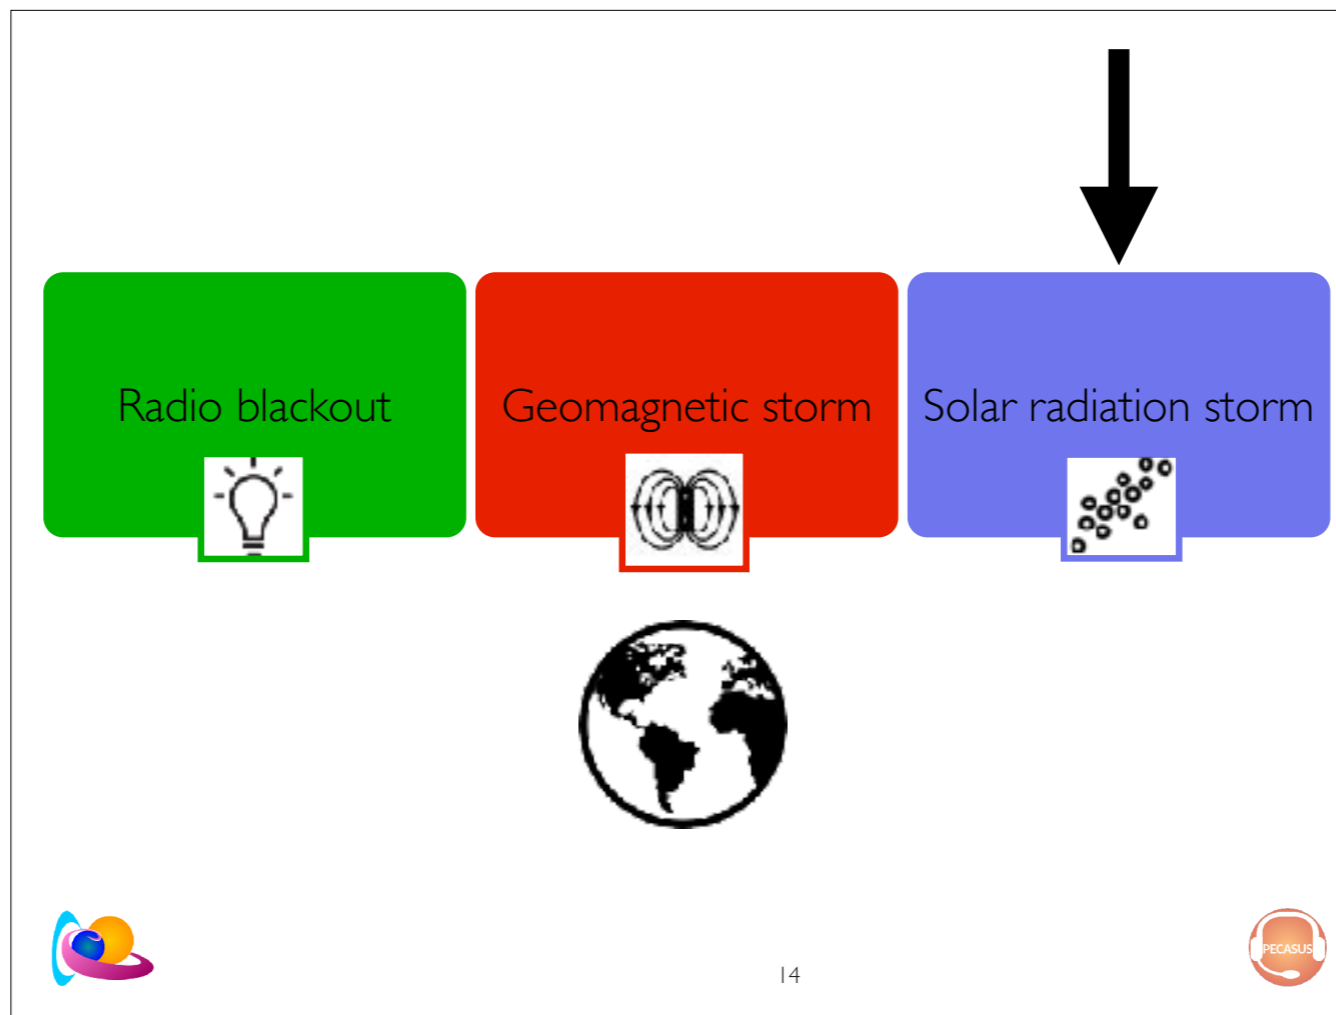 Radio blackout
Geomagnetic storm
Solar radiation storm
14
PECASUS